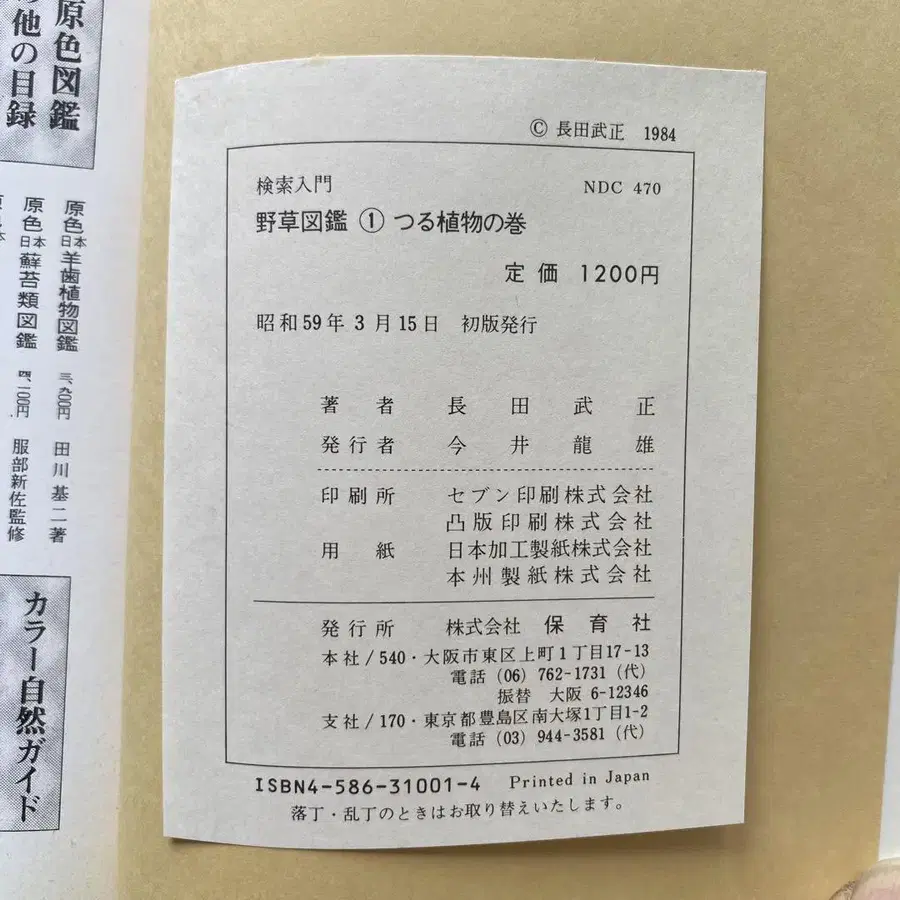 © 長田武正 1984
検索入門 NDC 470
野草図鑑 ① つる植物の巻
定価 1200円
昭和59年3月15日 初版発行
著者 長田武正
発行者 今井龍雄
印刷所 セブン印刷株式会社
凸版印刷株式会社
用紙 日本加工製紙株式会社
本州製紙株式会社
発行所 株式会社 保育社
本社/540・大阪市東区上町1丁目17-13
電話 (06) 762-1731 (代)
振替 大阪 6-12346
支社/170・東京都豊島区南大塚1丁目1-2
電話 (03) 944-3581 (代)
ISBN4-586-31001-4 Printed in Japan
落丁・乱丁のときはお取り替えいたします。
原色図鑑
他の目録
原色日本羊歯植物図鑑 三、九〇〇円 田川基二著
原色日本蘚苔類図鑑 四、二〇〇円 服部新佐監修
カラー自然ガイド